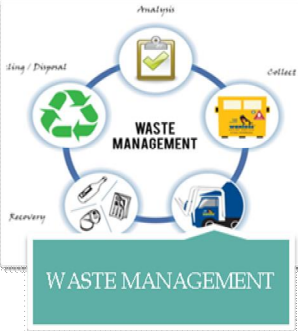 Analysis
ling / Disposal
Collect
WASTE
MANAGEMENT
Recovery
WASTE MANAGEMENT